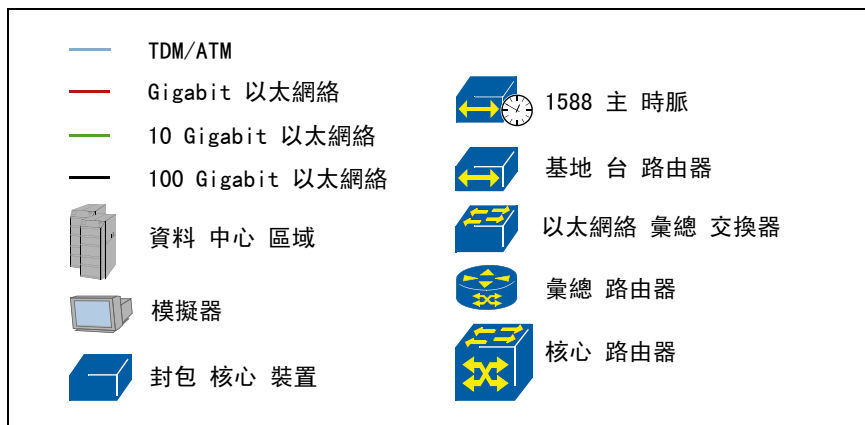 TDM/ATM
Gigabit 以太網絡
10 Gigabit 以太網絡
100 Gigabit 以太網絡
資料 中心 區域
模擬器
封包 核心 裝置
1588 主 時脈
基地 台 路由器
以太網絡 彙總 交換器
彙總 路由器
核心 路由器